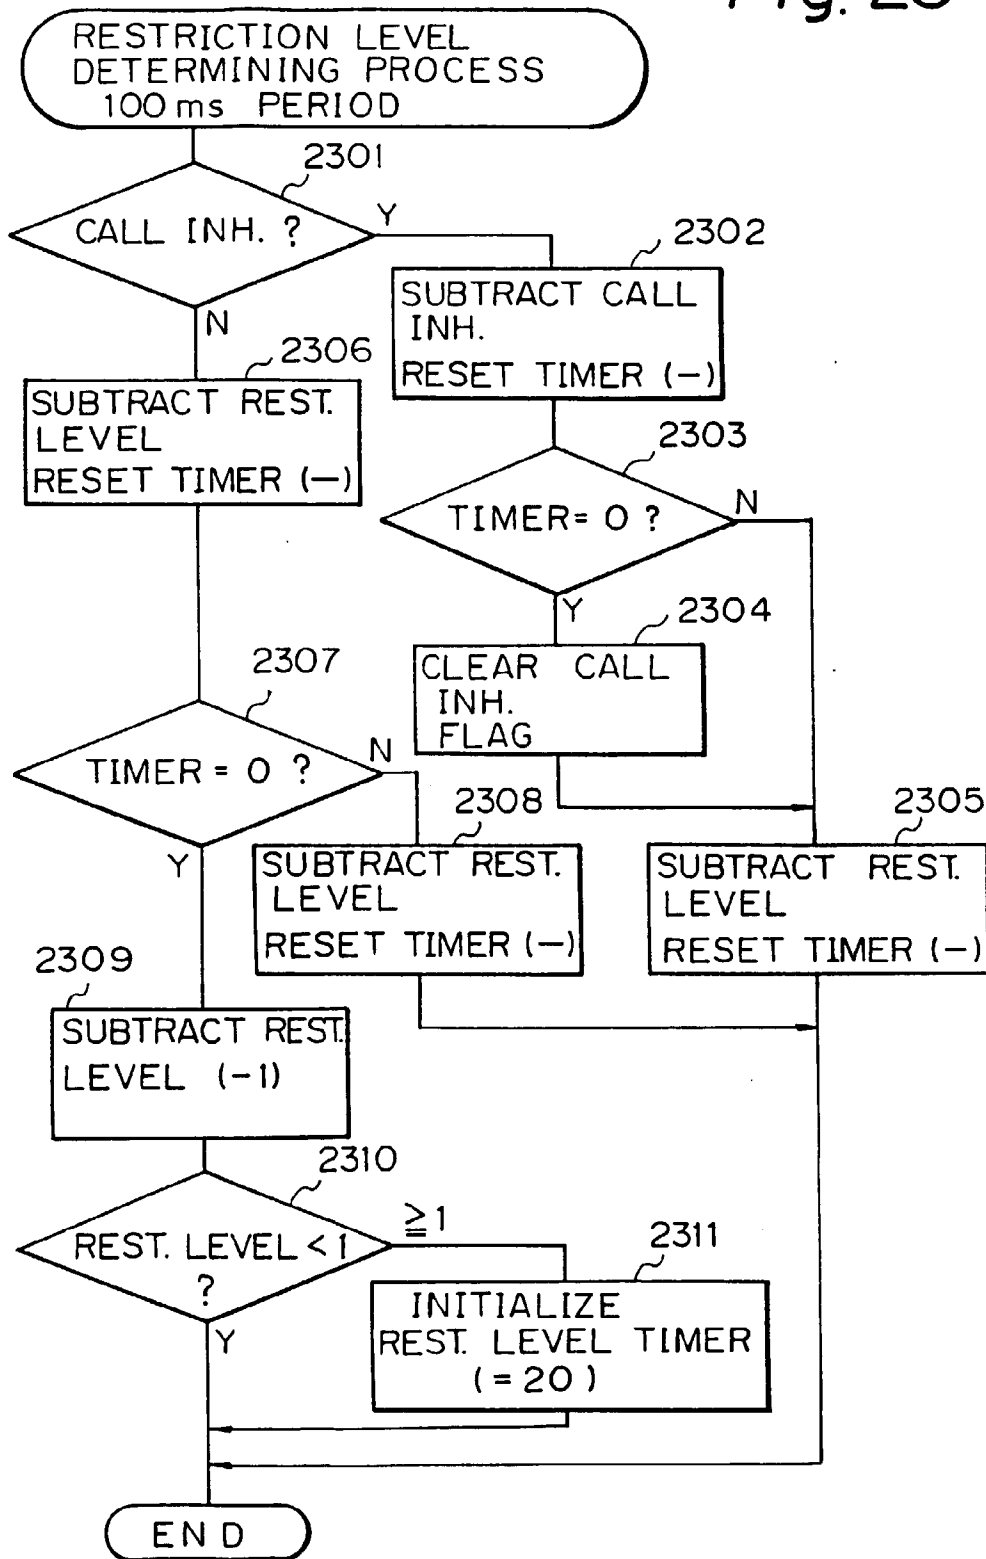 RESTRICTION LEVEL
DETERMINING PROCESS
100 ms PERIOD
2301
CALL INH. ?
Y
N
2302
SUBTRACT CALL
INH.
RESET TIMER (−)
2306
SUBTRACT REST.
LEVEL
RESET TIMER (−)
2303
TIMER= 0 ?
N
Y
2304
CLEAR CALL
INH.
FLAG
2307
TIMER = 0 ?
N
Y
2308
SUBTRACT REST.
LEVEL
RESET TIMER (−)
2305
SUBTRACT REST.
LEVEL
RESET TIMER (−)
2309
SUBTRACT REST.
LEVEL (−1)
2310
REST. LEVEL < 1
?
≧1
Y
2311
INITIALIZE
REST. LEVEL TIMER
( = 20 )
END